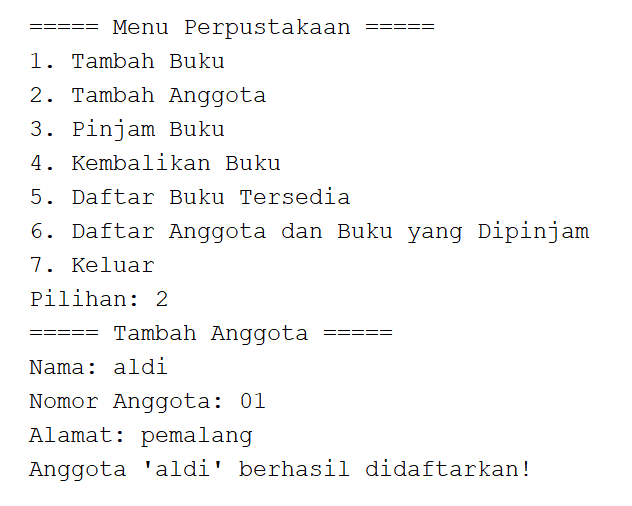 ===== Menu Perpustakaan =====
1. Tambah Buku
2. Tambah Anggota
3. Pinjam Buku
4. Kembalikan Buku
5. Daftar Buku Tersedia
6. Daftar Anggota dan Buku yang Dipinjam
7. Keluar
Pilihan: 2
===== Tambah Anggota =====
Nama: aldi
Nomor Anggota: 01
Alamat: pemalang
Anggota 'aldi' berhasil didaftarkan!